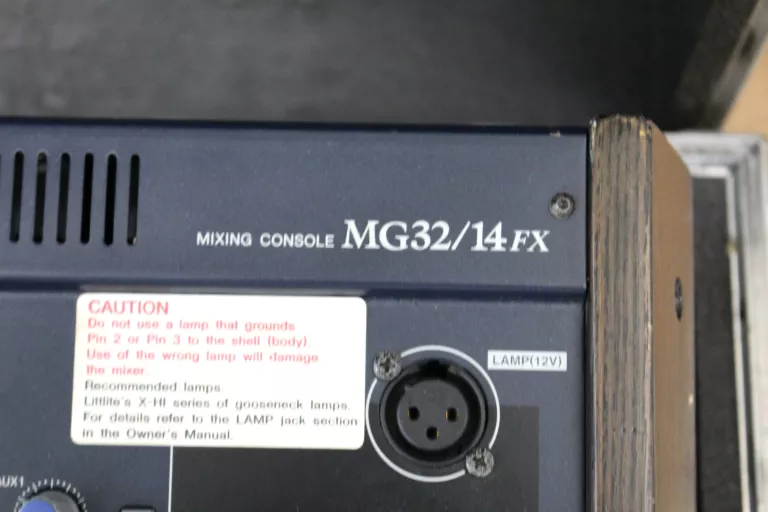 MIXING CONSOLE MG32/14FX
CAUTION
Do not use a lamp that grounds
Pin 2 or Pin 3 to the shell (body).
Use of the wrong lamp will damage
the mixer.
Recommended lamps.
Littlite's X-HI series of gooseneck lamps.
For details refer to the LAMP jack section
in the Owner's Manual.
LAMP(12V)
AUX1